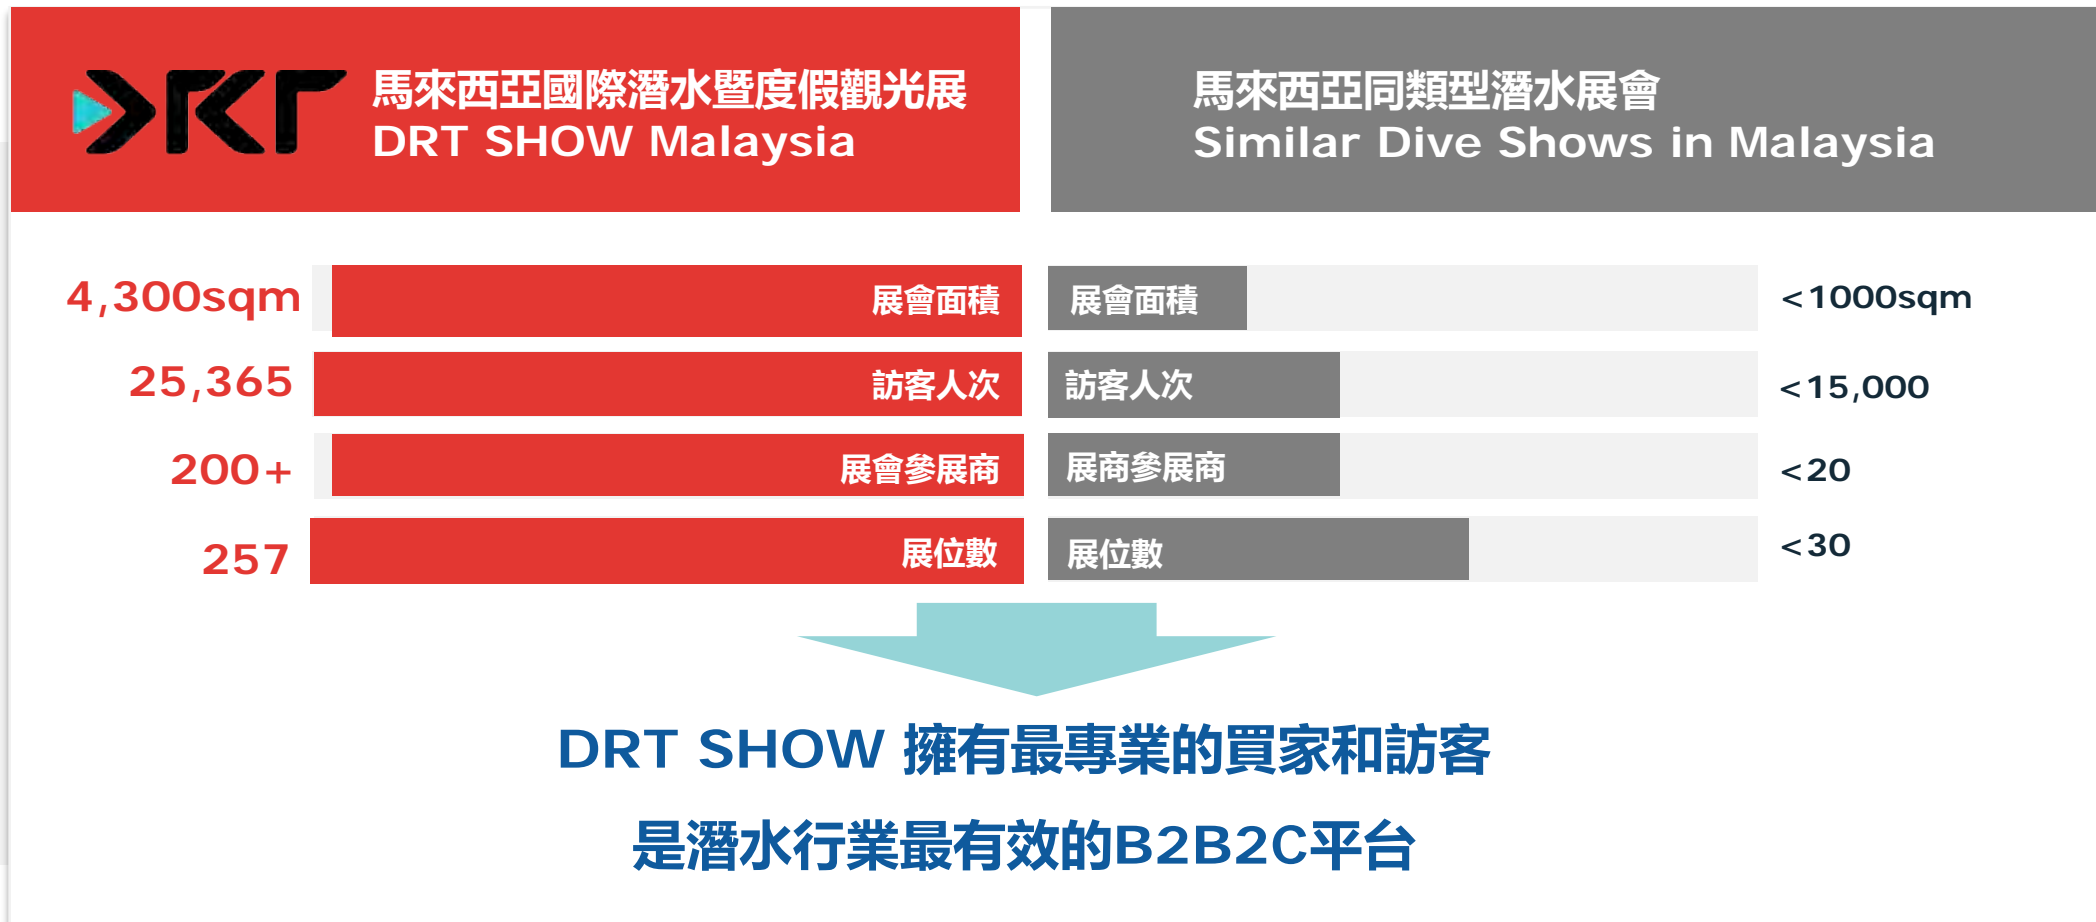 DRT 馬來西亞國際潛水暨度假觀光展
DRT SHOW Malaysia
馬來西亞同類型潛水展會
Similar Dive Shows in Malaysia
4,300sqm 展會面積 展會面積 <1000sqm
25,365 訪客人次 訪客人次 <15,000
200+ 展會參展商 展商參展商 <20
257 展位數 展位數 <30
DRT SHOW 擁有最專業的買家和訪客
是潛水行業最有效的B2B2C平台